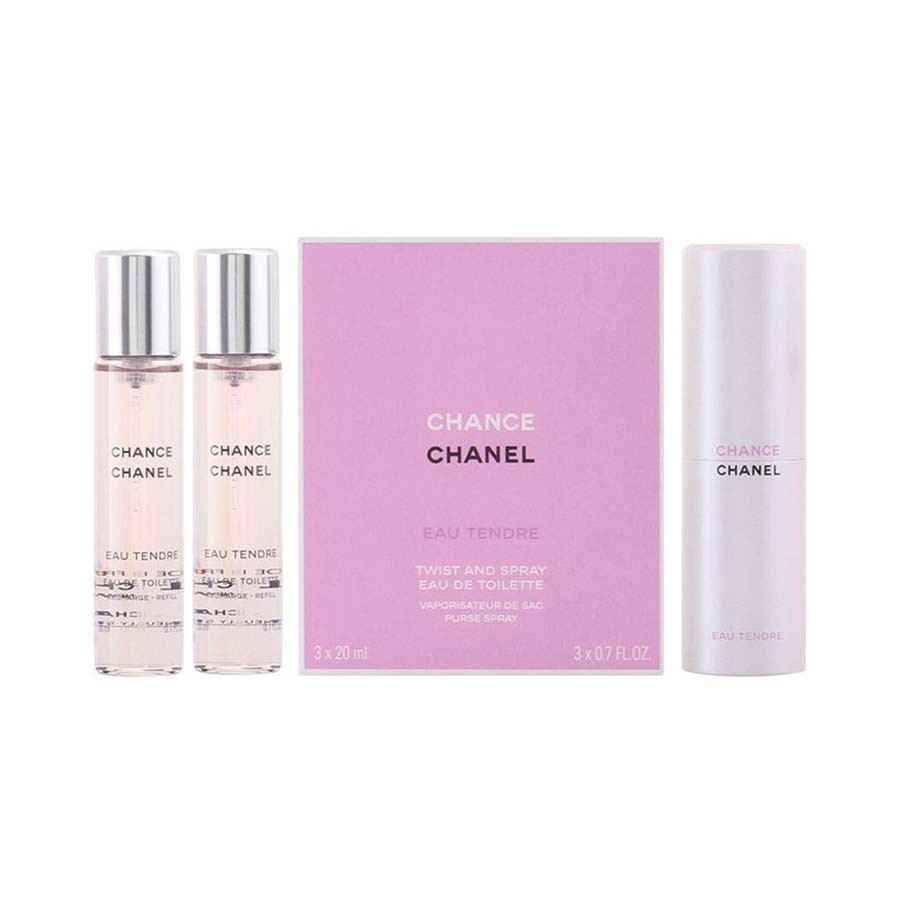 CHANCE
CHANEL
EAU TENDRE
EAU DE TOILETTE
RECHARGE - REFILL
CHANCE
CHANEL
EAU TENDRE
EAU DE TOILETTE
RECHARGE - REFILL
CHANCE
CHANEL
EAU TENDRE
TWIST AND SPRAY
EAU DE TOILETTE
VAPORISATEUR DE SAC
PURSE SPRAY
3 x 20 ml 3 x 0.7 FL.OZ.
CHANCE
CHANEL
EAU TENDRE